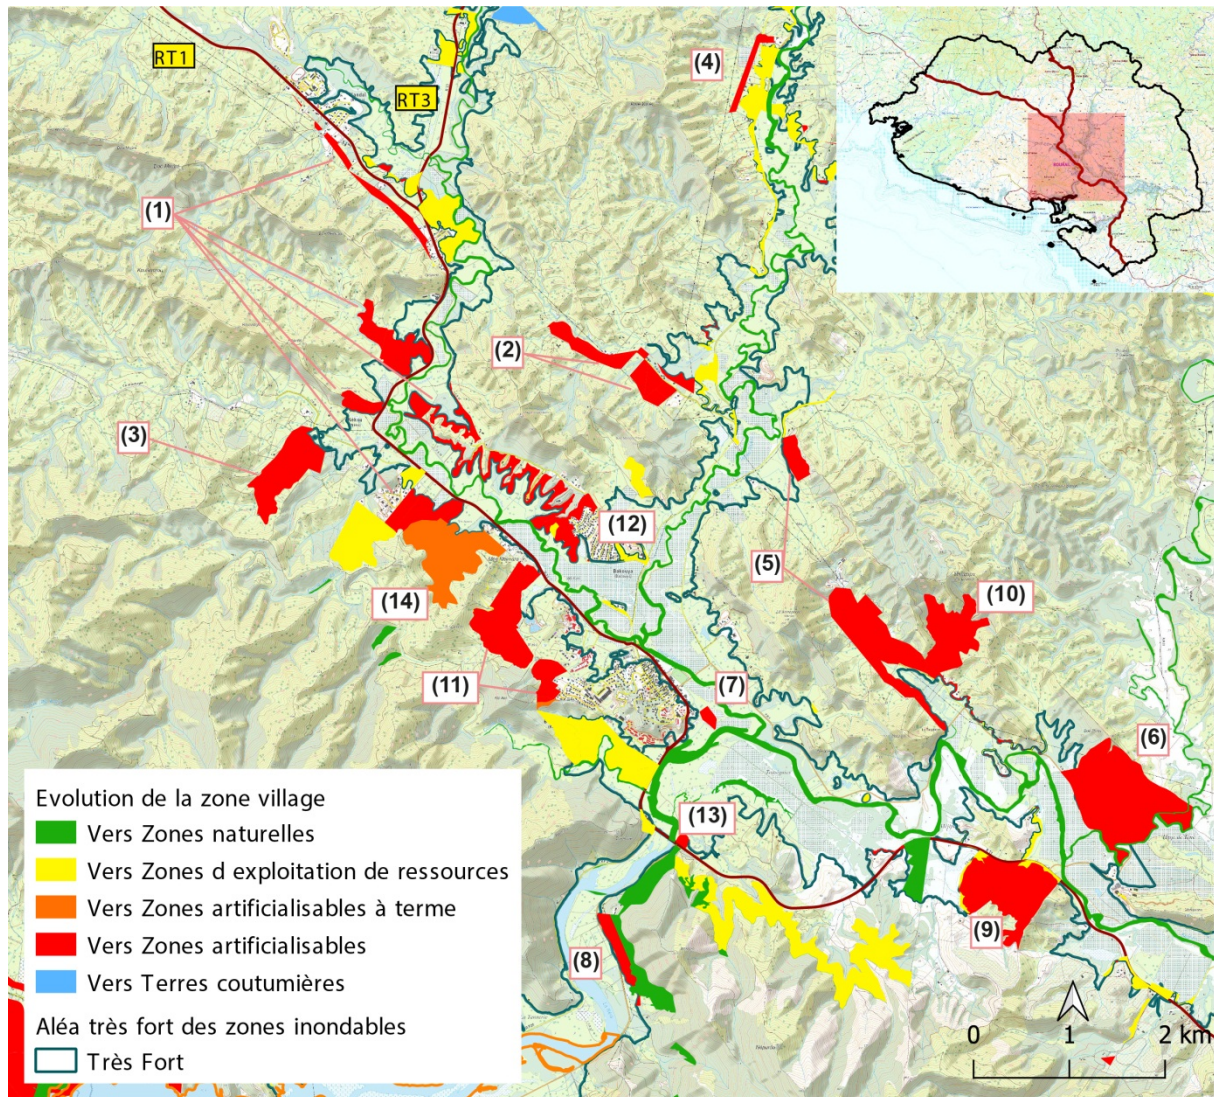 RT1
RT3
(4)
(1)
(2)
(3)
(12)
(5)
(10)
(14)
(11)
(7)
(6)
(13)
(9)
(8)
Evolution de la zone village
Vers Zones naturelles
Vers Zones d exploitation de ressources
Vers Zones artificialisables à terme
Vers Zones artificialisables
Vers Terres coutumières
Aléa très fort des zones inondables
Très Fort
0 1 2 km